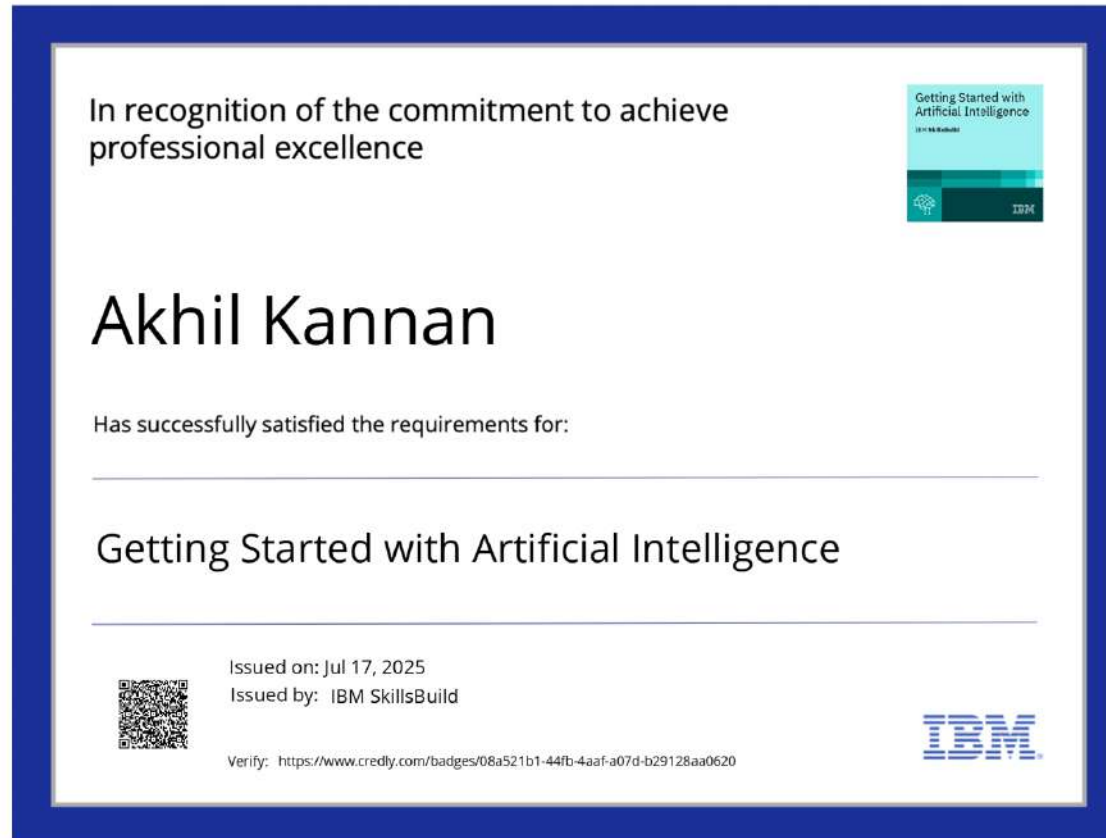 In recognition of the commitment to achieve
professional excellence
Getting Started with
Artificial Intelligence
IBM SkillsBuild
IBM
Akhil Kannan
Has successfully satisfied the requirements for:
Getting Started with Artificial Intelligence
Issued on: Jul 17, 2025
Issued by: IBM SkillsBuild
Verify: https://www.credly.com/badges/08a521b1-44fb-4aaf-a07d-b29128aa0620
IBM